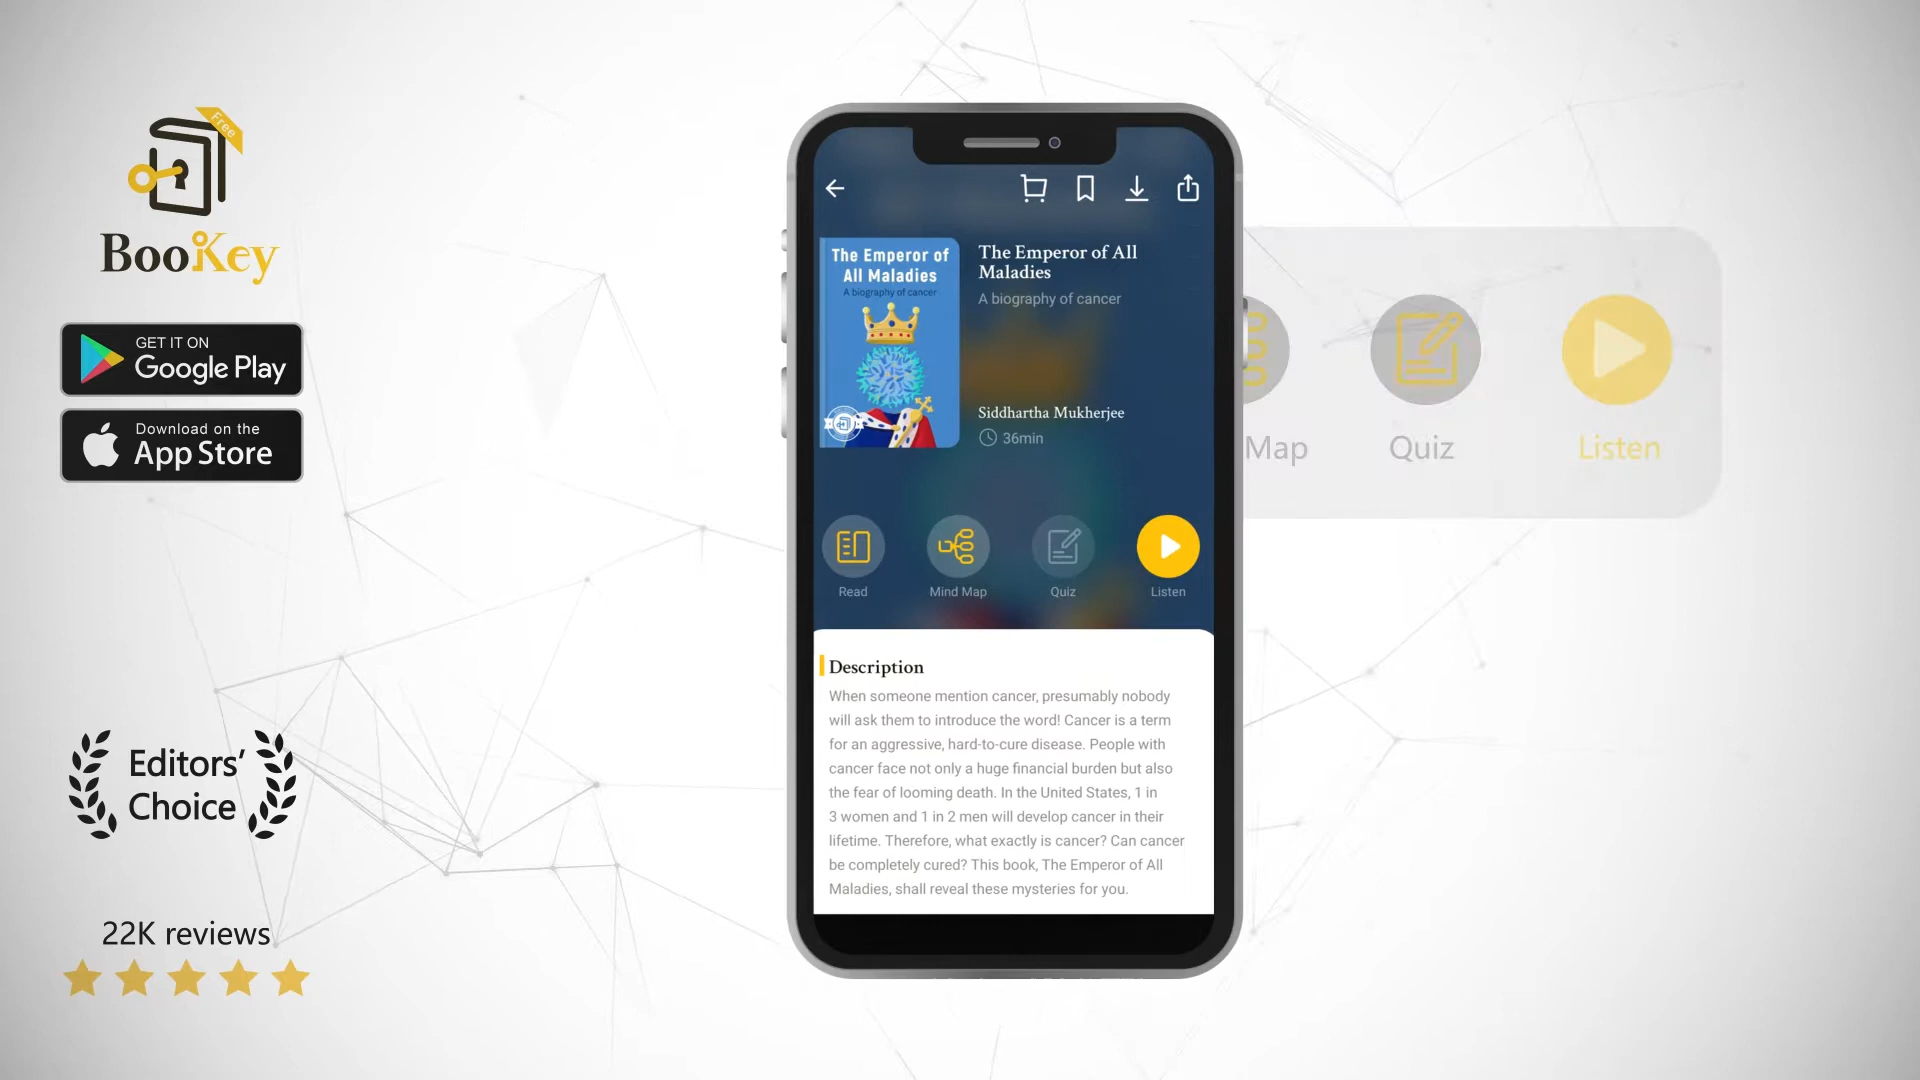 Free
BooKey
GET IT ON
Google Play
Download on the
App Store
Editors’
Choice
22K reviews
The Emperor of
All Maladies
A biography of cancer
The Emperor of All
Maladies
A biography of cancer
Siddhartha Mukherjee
36min
Read
Mind Map
Quiz
Listen
Description
When someone mention cancer, presumably nobody
will ask them to introduce the word! Cancer is a term
for an aggressive, hard-to-cure disease. People with
cancer face not only a huge financial burden but also
the fear of looming death. In the United States, 1 in
3 women and 1 in 2 men will develop cancer in their
lifetime. Therefore, what exactly is cancer? Can cancer
be completely cured? This book, The Emperor of All
Maladies, shall reveal these mysteries for you.
Map
Quiz
Listen